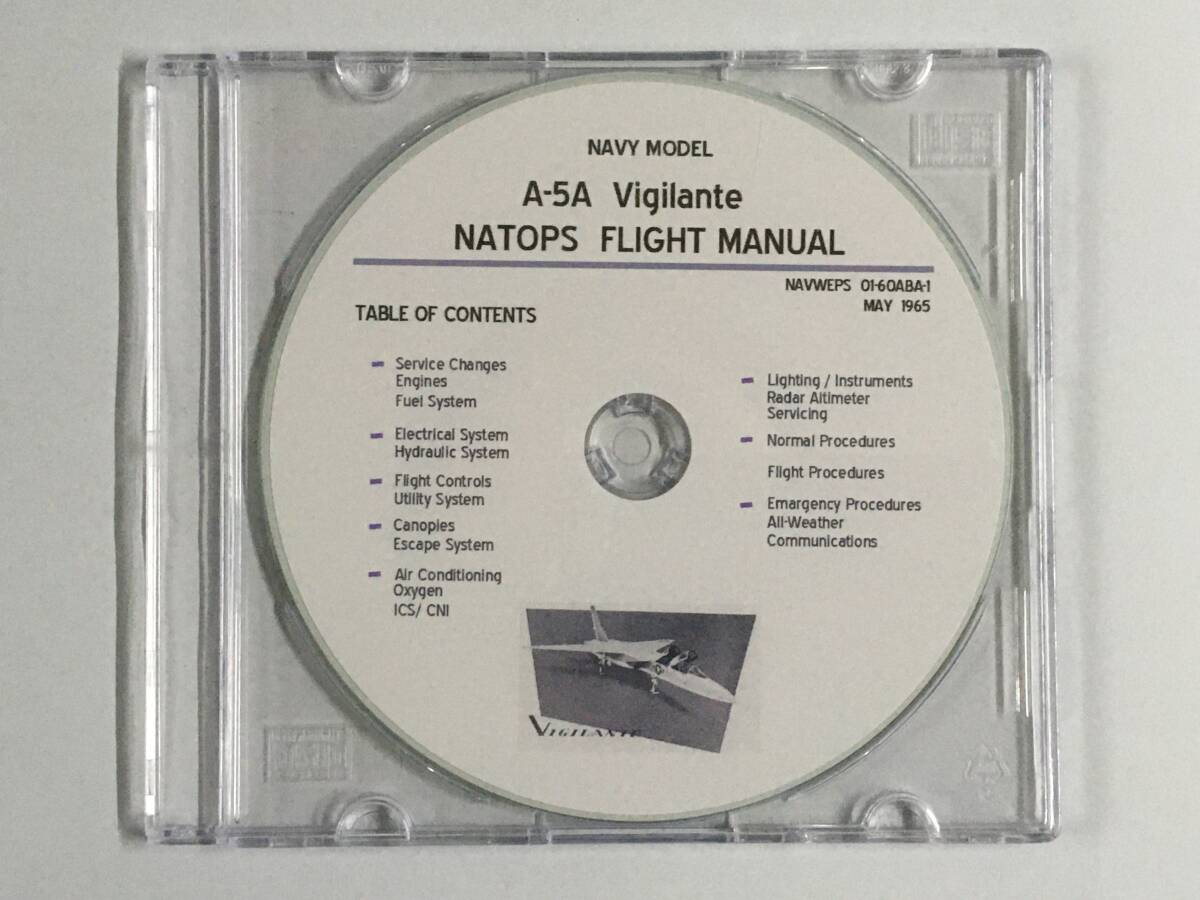 NAVY MODEL
A-5A Vigilante
NATOPS FLIGHT MANUAL
NAVWEPS 01-60ABA-1
MAY 1965
TABLE OF CONTENTS
Service Changes
Engines
Fuel System
Electrical System
Hydraulic System
Flight Controls
Utility System
Canopies
Escape System
Air Conditioning
Oxygen
ICS/ CNI
Lighting / Instruments
Radar Altimeter
Servicing
Normal Procedures
Flight Procedures
Emargency Procedures
All-Weather
Communications
VIGILANTE